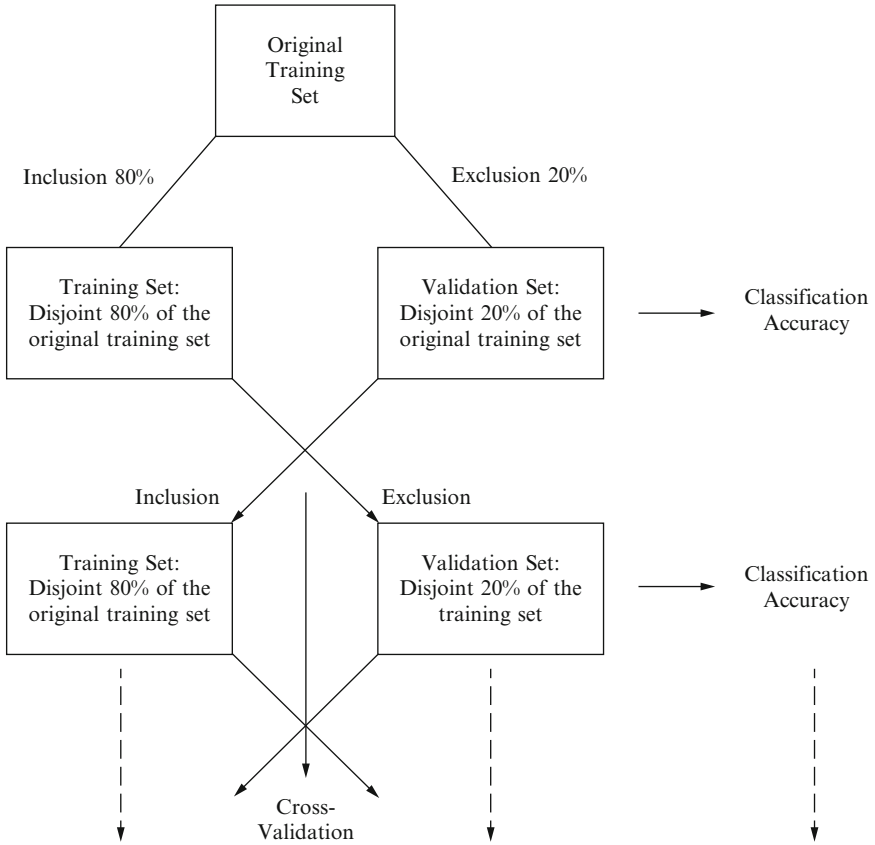 Original
Training
Set
Inclusion 80%
Exclusion 20%
Training Set:
Disjoint 80% of the
original training set
Validation Set:
Disjoint 20% of the
original training set
Classification
Accuracy
Inclusion
Exclusion
Training Set:
Disjoint 80% of the
original training set
Validation Set:
Disjoint 20% of the
training set
Classification
Accuracy
Cross-
Validation